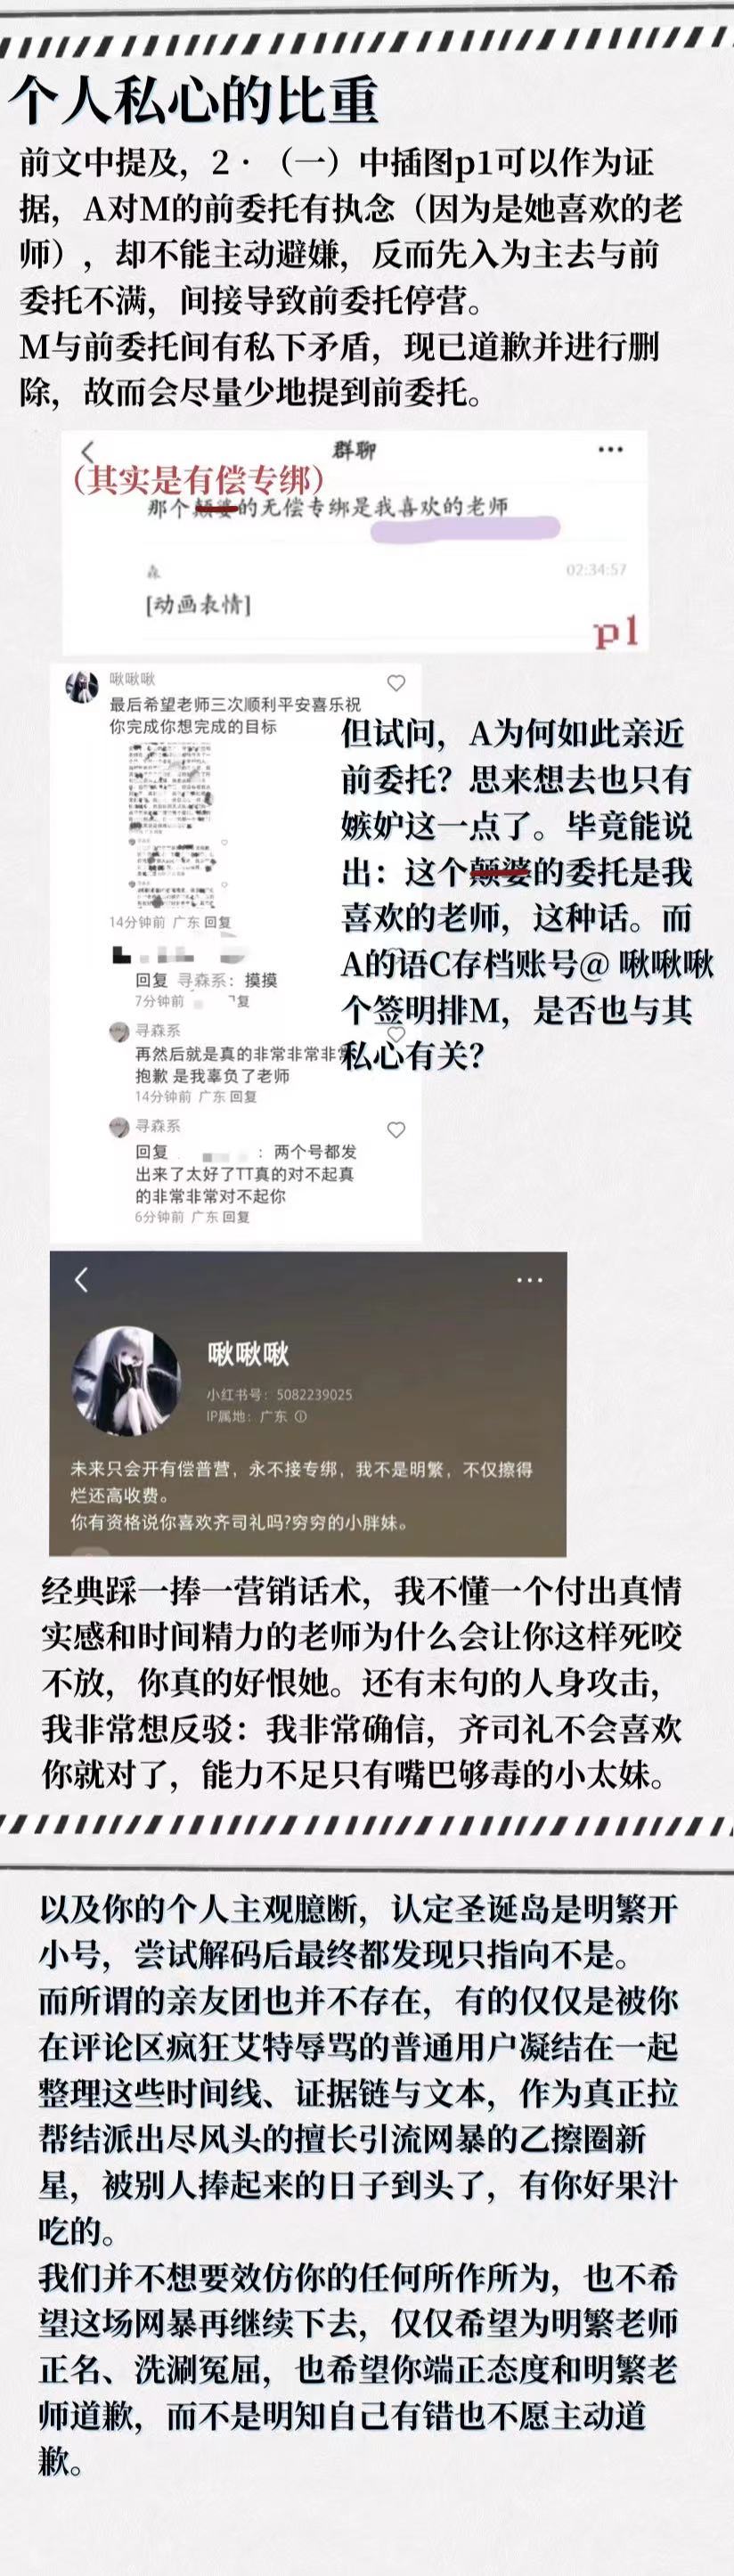 个人私心的比重
前文中提及，2·（一）中插图p1可以作为证
据，A对M的前委托有执念（因为是她喜欢的老
师），却不能主动避嫌，反而先入为主去与前
委托不满，间接导致前委托停营。
M与前委托间有私下矛盾，现已道歉并进行删
除，故而会尽量少地提到前委托。
群聊
（其实是有偿专绑）
那个颠婆的无偿专绑是我喜欢的老师
森
02:34:57
[动画表情]
p1
啾啾啾
最后希望老师三次顺利平安喜乐祝
你完成你想完成的目标
14分钟前 广东 回复
回复 寻森系：摸摸
7分钟前 复
寻森系
再然后就是真的非常非常非常
抱歉 是我辜负了老师
14分钟前 广东 回复
寻森系
回复 ：两个号都发
出来了太好了TT真的对不起真
的非常非常对不起你
6分钟前 广东 回复
但试问，A为何如此亲近
前委托？思来想去也只有
嫉妒这一点了。毕竟能说
出：这个颠婆的委托是我
喜欢的老师，这种话。而
A的语C存档账号@ 啾啾啾
个签明排M，是否也与其
私心有关？
啾啾啾
小红书号：5082239025
IP属地：广东
未来只会开有偿普营，永不接专绑，我不是明繁，不仅擦得
烂还高收费。
你有资格说你喜欢齐司礼吗?穷穷的小胖妹。
经典踩一捧一营销话术，我不懂一个付出真情
实感和时间精力的老师为什么会让你这样死咬
不放，你真的好恨她。还有末句的人身攻击，
我非常想反驳：我非常确信，齐司礼不会喜欢
你就对了，能力不足只有嘴巴够毒的小太妹。
以及你的个人主观臆断，认定圣诞岛是明繁开
小号，尝试解码后最终都发现只指向不是。
而所谓的亲友团也并不存在，有的仅仅是被你
在评论区疯狂艾特辱骂的普通用户凝结在一起
整理这些时间线、证据链与文本，作为真正拉
帮结派出尽风头的擅长引流网暴的乙擦圈新
星，被别人捧起来的日子到头了，有你好果汁
吃的。
我们并不想要效仿你的任何所作所为，也不希
望这场网暴再继续下去，仅仅希望为明繁老师
正名、洗涮冤屈，也希望你端正态度和明繁老
师道歉，而不是明知自己有错也不愿主动道
歉。